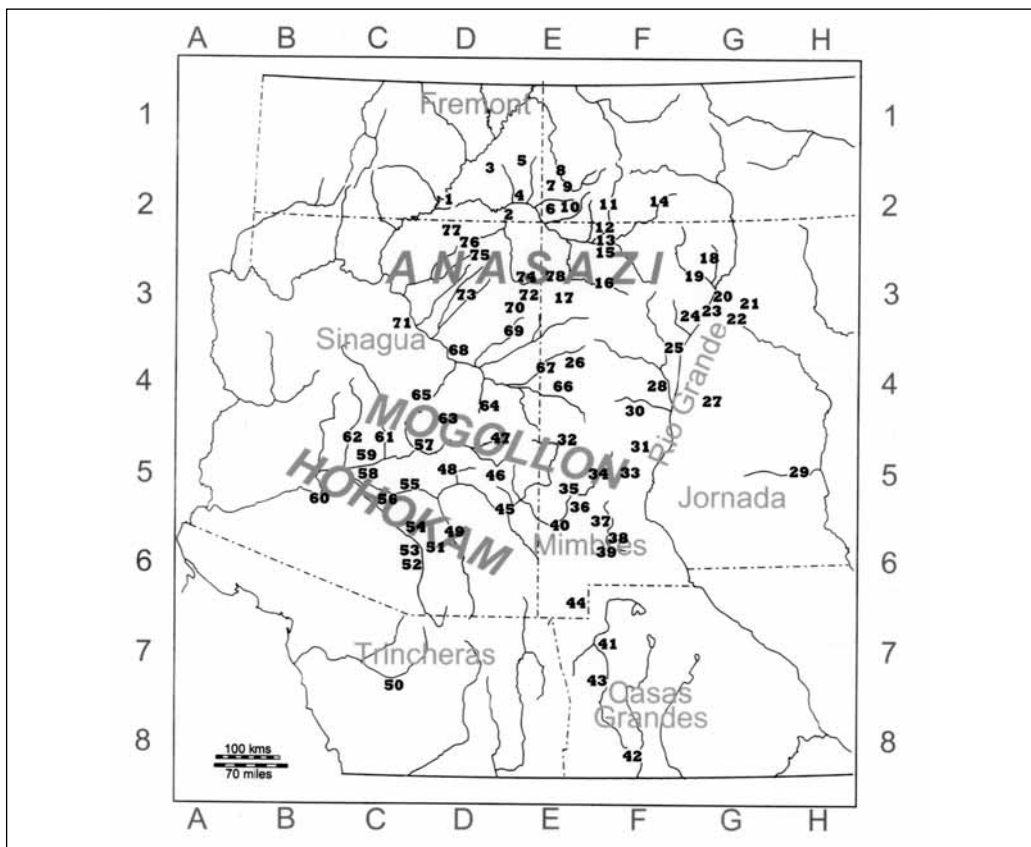 A B C D E F G H
1 Fremont 1
3 5 8
7 9
2 1 4 6 10 11 14 2
2 12
77 13
76 15
75 18
ANASAZI
74 78 16 19
3 73 72 17 20 21 3
70 24 23 22
71 69
Sinagua
68 25
Rio Grande
67 26
4 66 28 4
65 64 30 27
MOGOLLON
63
62 61 57 47 32 31
59
5 58 48 46 34 33 29 5
HOHOKAM
55 35 Jornada
60 56 45 36
54 49 40 37
Mimbres
53 51 38
6 52 39 6
44
7 41 7
Trincheras
50 43 Casas
Grandes
8 42 8
100 kms
70 miles
A B C D E F G H